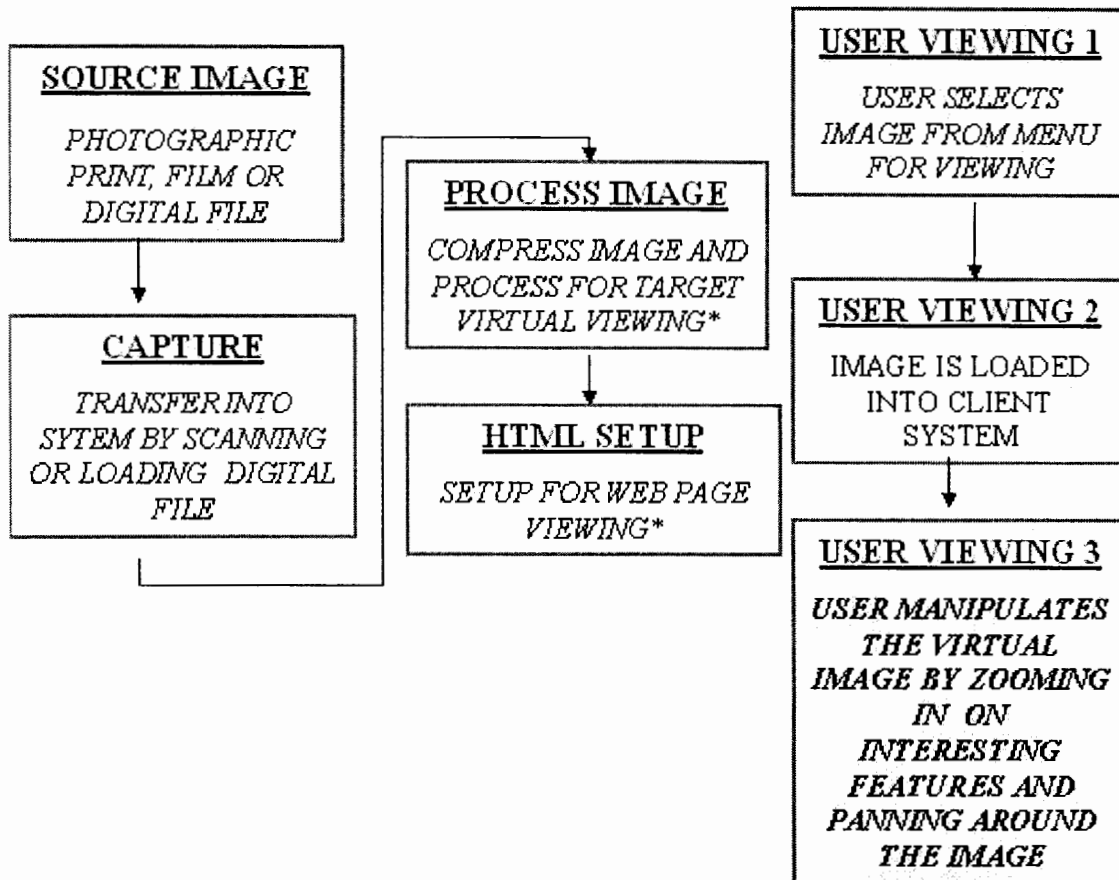 SOURCE IMAGE
PHOTOGRAPHIC
PRINT, FILM OR
DIGITAL FILE
CAPTURE
TRANSFER INTO
SYTEM BY SCANNING
OR LOADING DIGITAL
FILE
PROCESS IMAGE
COMPRESS IMAGE AND
PROCESS FOR TARGET
VIRTUAL VIEWING*
HTML SETUP
SETUP FOR WEB PAGE
VIEWING*
USER VIEWING 1
USER SELECTS
IMAGE FROM MENU
FOR VIEWING
USER VIEWING 2
IMAGE IS LOADED
INTO CLIENT
SYSTEM
USER VIEWING 3
USER MANIPULATES
THE VIRTUAL
IMAGE BY ZOOMING
IN ON
INTERESTING
FEATURES AND
PANNING AROUND
THE IMAGE